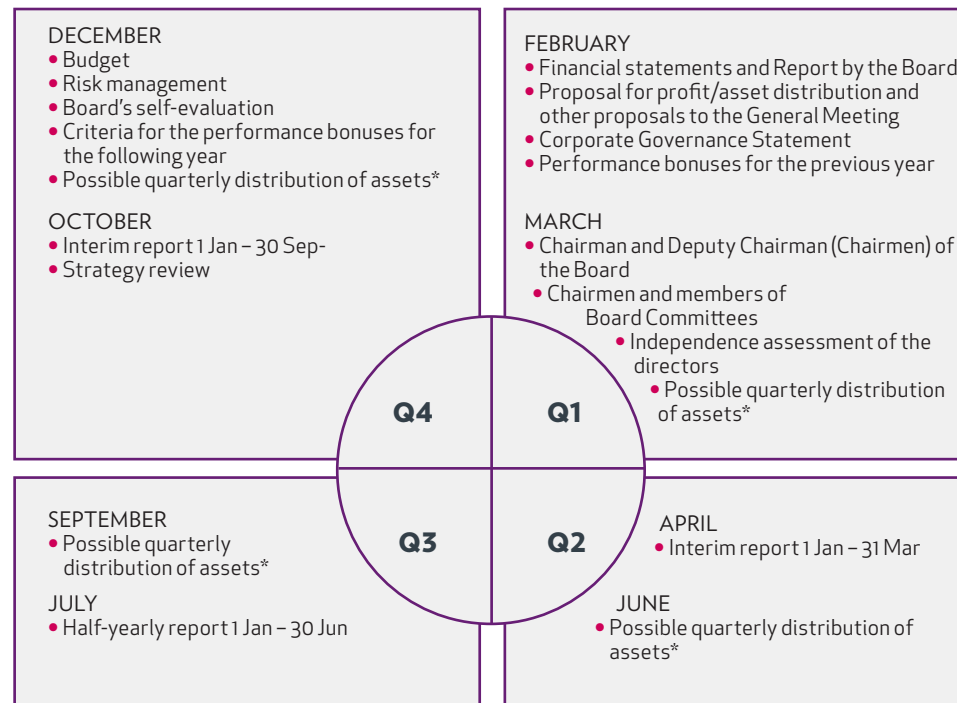 DECEMBER
• Budget
• Risk management
• Board's self-evaluation
• Criteria for the performance bonuses for
the following year
• Possible quarterly distribution of assets*
OCTOBER
• Interim report 1 Jan – 30 Sep-
• Strategy review
FEBRUARY
• Financial statements and Report by the Board
• Proposal for profit/asset distribution and
other proposals to the General Meeting
• Corporate Governance Statement
• Performance bonuses for the previous year
MARCH
• Chairman and Deputy Chairman (Chairmen) of
the Board
• Chairmen and members of
Board Committees
• Independence assessment of the
directors
• Possible quarterly distribution
of assets*
Q4
Q1
Q3
Q2
SEPTEMBER
• Possible quarterly
distribution of assets*
JULY
• Half-yearly report 1 Jan – 30 Jun
APRIL
• Interim report 1 Jan – 31 Mar
JUNE
• Possible quarterly distribution of
assets*